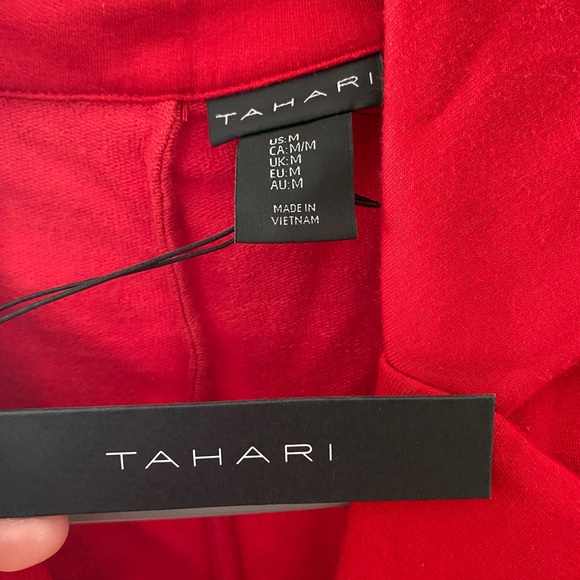 TAHARI
US:M
CA:M/M
UK:M
EU:M
AU:M
MADE IN
VIETNAM
TAHARI